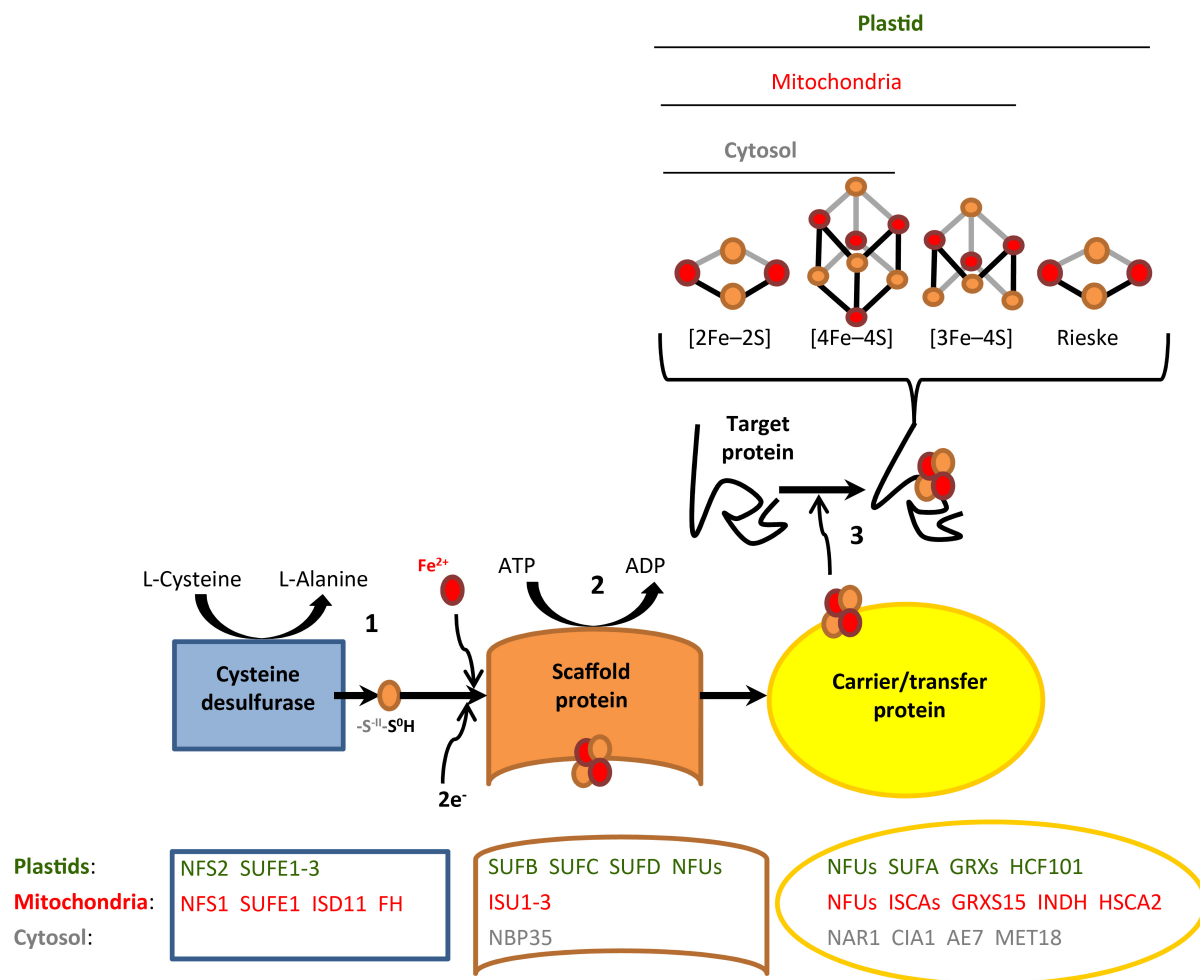 Plastid
Mitochondria
Cytosol
[2Fe–2S] [4Fe–4S] [3Fe–4S] Rieske
Target
protein
3
L-Cysteine L-Alanine
1
Fe²⁺
ATP ADP
2
Cysteine
desulfurase
-S⁻ᴵᴵ-S⁰H
2e⁻
Scaffold
protein
Carrier/transfer
protein
Plastids: NFS2 SUFE1-3 SUFB SUFC SUFD NFUs NFUs SUFA GRXs HCF101
Mitochondria: NFS1 SUFE1 ISD11 FH ISU1-3 NFUs ISCAs GRXS15 INDH HSCA2
Cytosol: NBP35 NAR1 CIA1 AE7 MET18